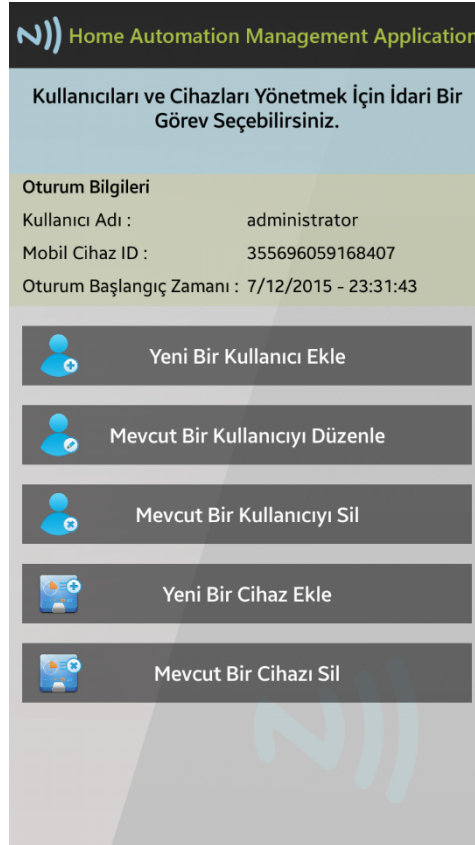 Home Automation Management Application
Kullanıcıları ve Cihazları Yönetmek İçin İdari Bir
Görev Seçebilirsiniz.
Oturum Bilgileri
Kullanıcı Adı : administrator
Mobil Cihaz ID : 355696059168407
Oturum Başlangıç Zamanı : 7/12/2015 - 23:31:43
Yeni Bir Kullanıcı Ekle
Mevcut Bir Kullanıcıyı Düzenle
Mevcut Bir Kullanıcıyı Sil
Yeni Bir Cihaz Ekle
Mevcut Bir Cihazı Sil